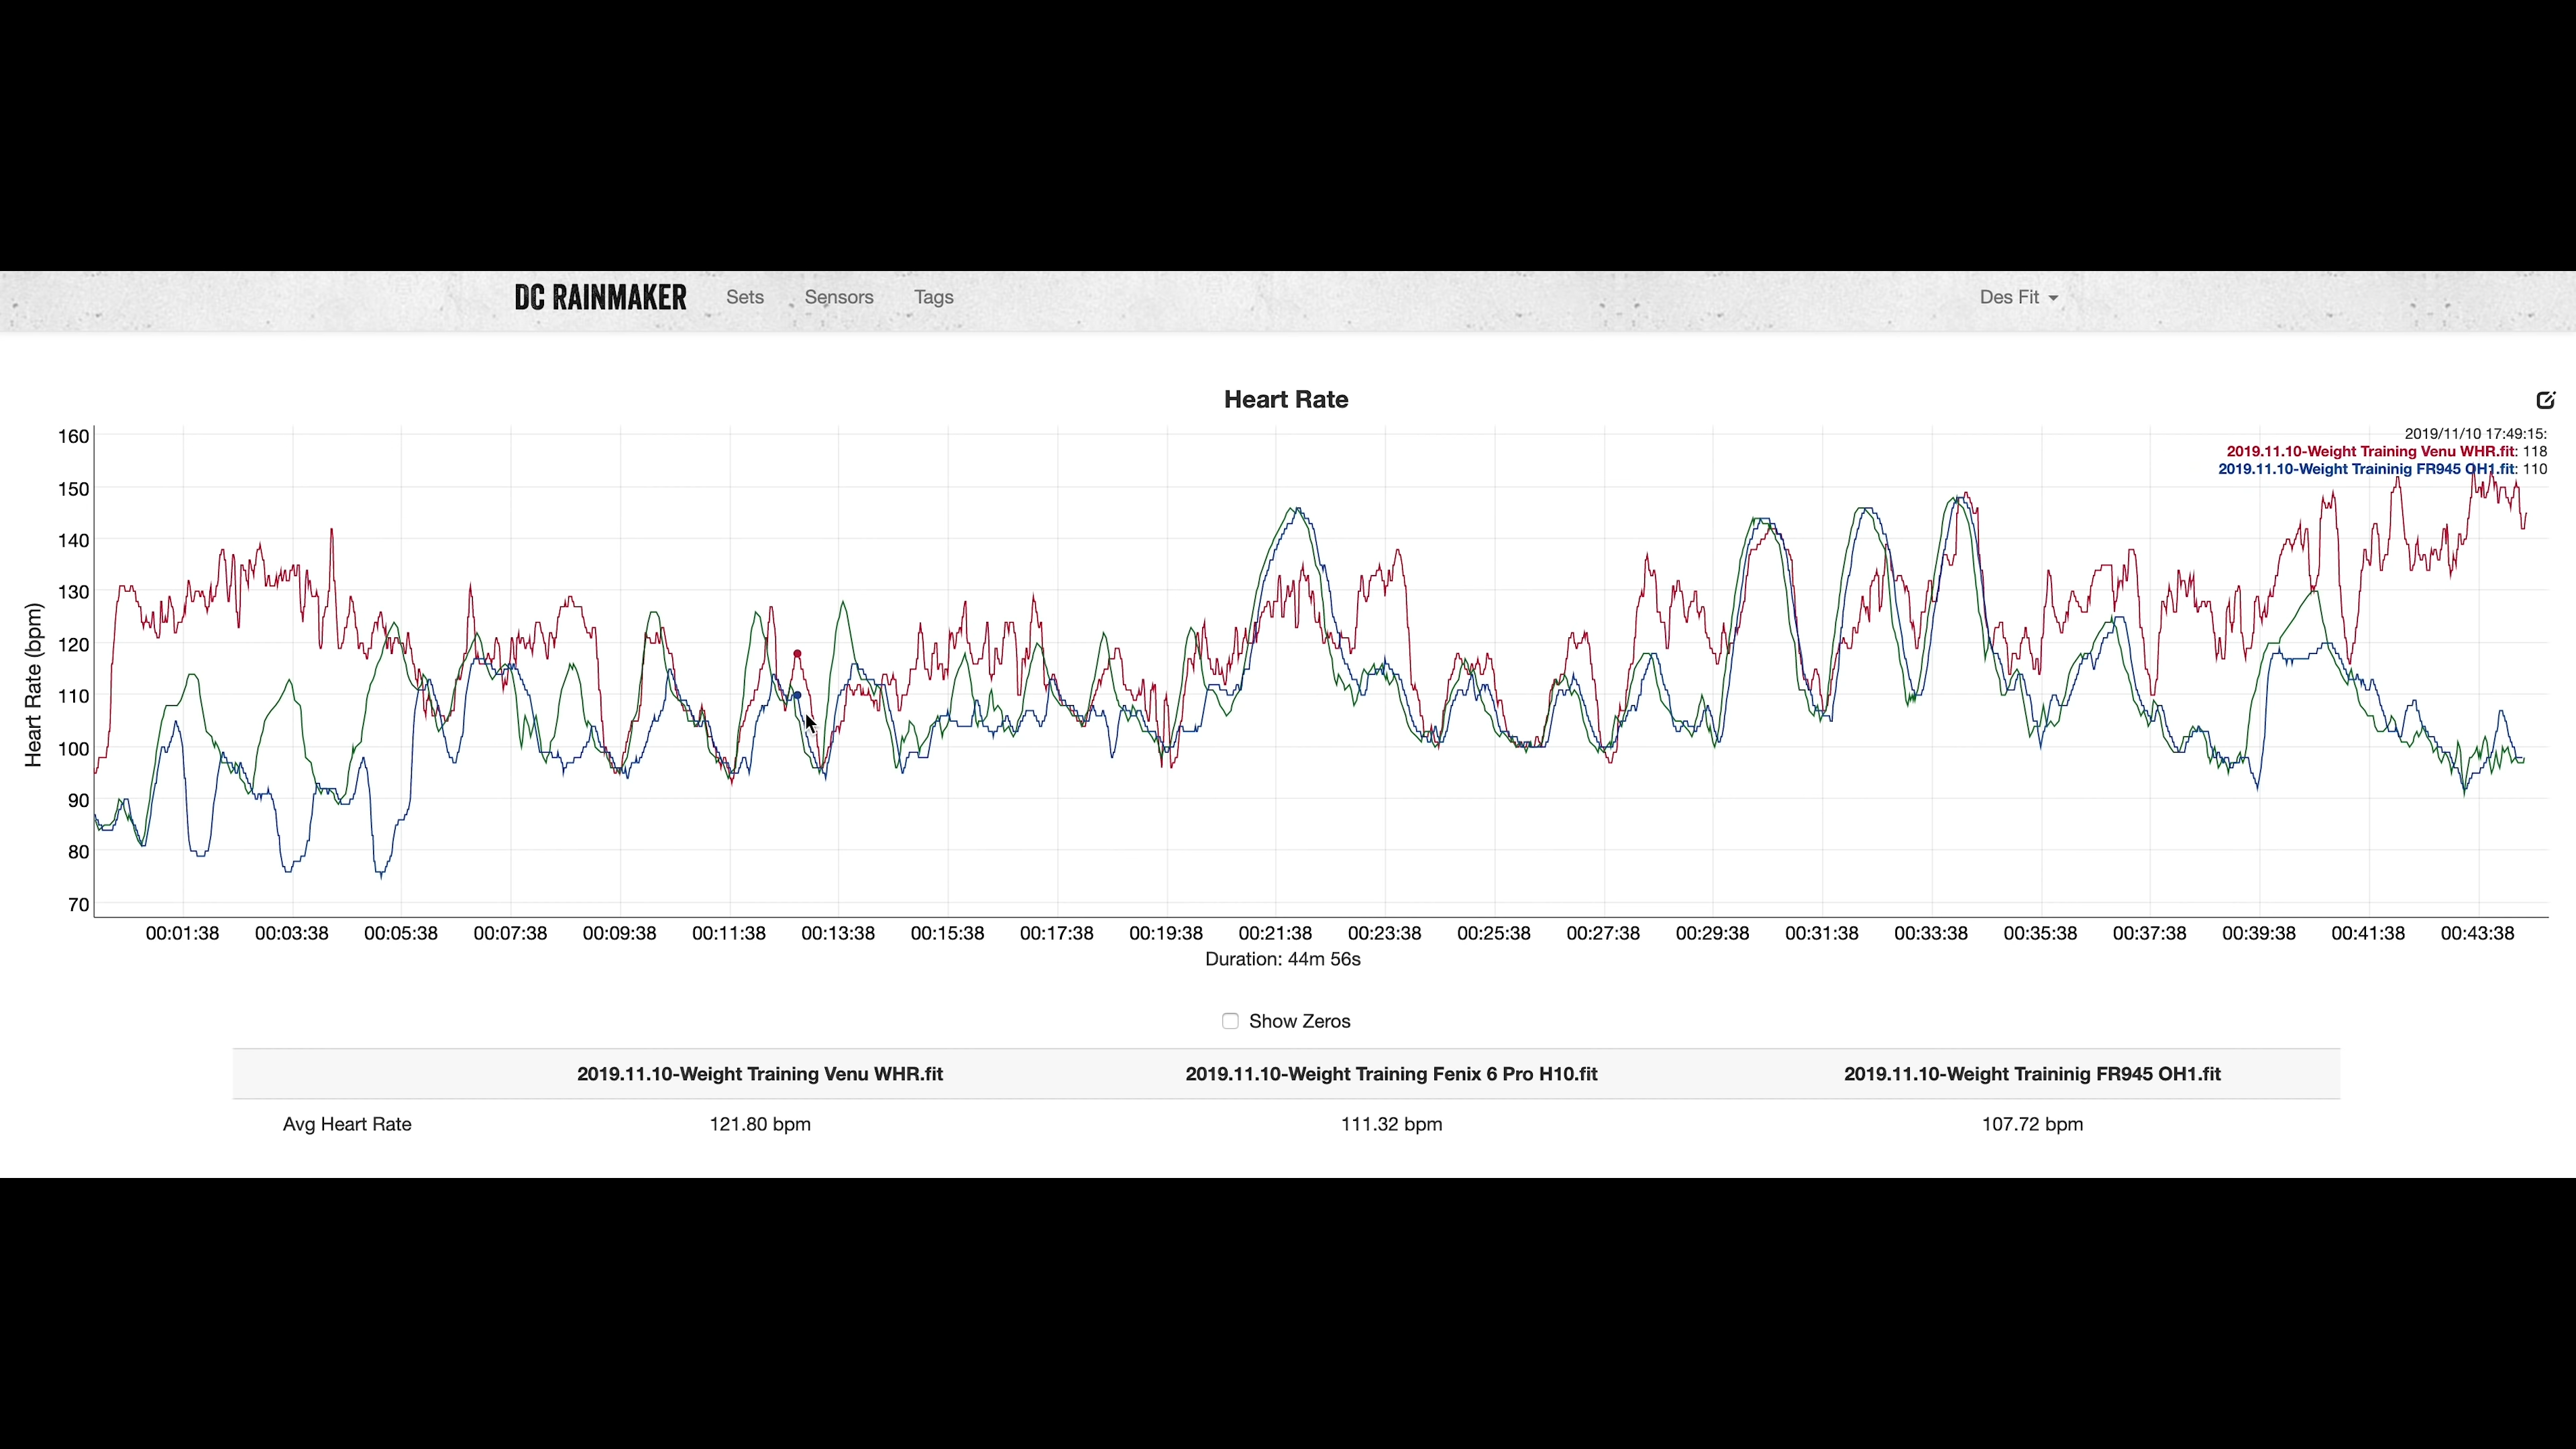 DC RAINMAKER Sets Sensors Tags Des Fit
Heart Rate
2019/11/10 17:49:15:
2019.11.10-Weight Training Venu WHR.fit: 118
2019.11.10-Weight Traininig FR945 OH1.fit: 110
Heart Rate (bpm)
160
150
140
130
120
110
100
90
80
70
00:01:38 00:03:38 00:05:38 00:07:38 00:09:38 00:11:38 00:13:38 00:15:38 00:17:38 00:19:38 00:21:38 00:23:38 00:25:38 00:27:38 00:29:38 00:31:38 00:33:38 00:35:38 00:37:38 00:39:38 00:41:38 00:43:38
Duration: 44m 56s
Show Zeros
2019.11.10-Weight Training Venu WHR.fit 2019.11.10-Weight Training Fenix 6 Pro H10.fit 2019.11.10-Weight Traininig FR945 OH1.fit
Avg Heart Rate 121.80 bpm 111.32 bpm 107.72 bpm